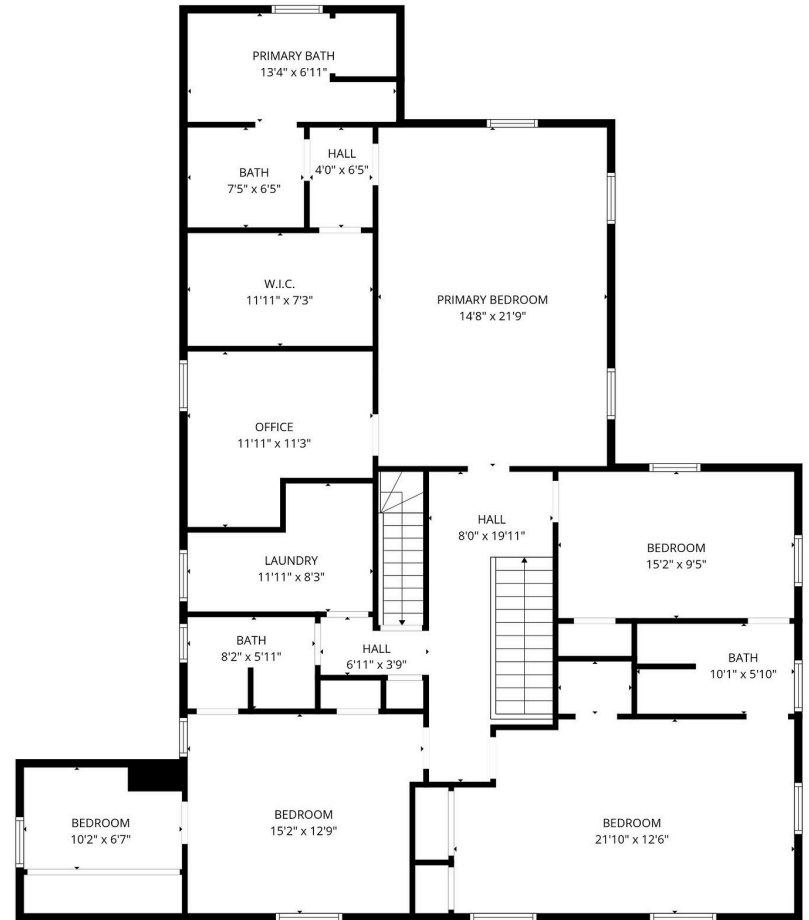 PRIMARY BATH
13'4" x 6'11"
HALL
4'0" x 6'5"
BATH
7'5" x 6'5"
W.I.C.
11'11" x 7'3"
PRIMARY BEDROOM
14'8" x 21'9"
OFFICE
11'11" x 11'3"
HALL
8'0" x 19'11"
BEDROOM
15'2" x 9'5"
LAUNDRY
11'11" x 8'3"
BATH
8'2" x 5'11"
HALL
6'11" x 3'9"
BATH
10'1" x 5'10"
BEDROOM
10'2" x 6'7"
BEDROOM
15'2" x 12'9"
BEDROOM
21'10" x 12'6"